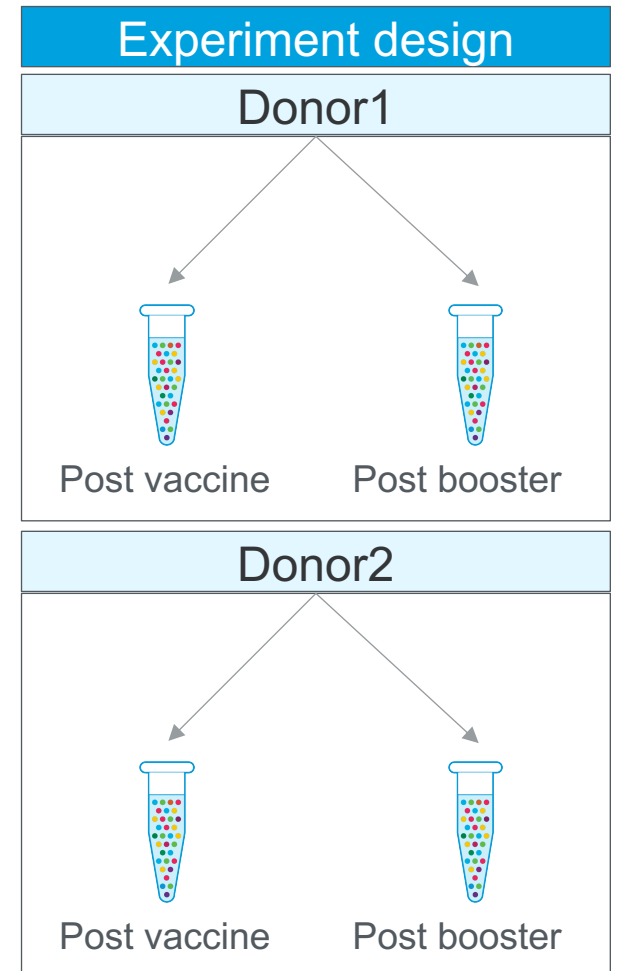 Experiment design
Donor1
Post vaccine Post booster
Donor2
Post vaccine Post booster